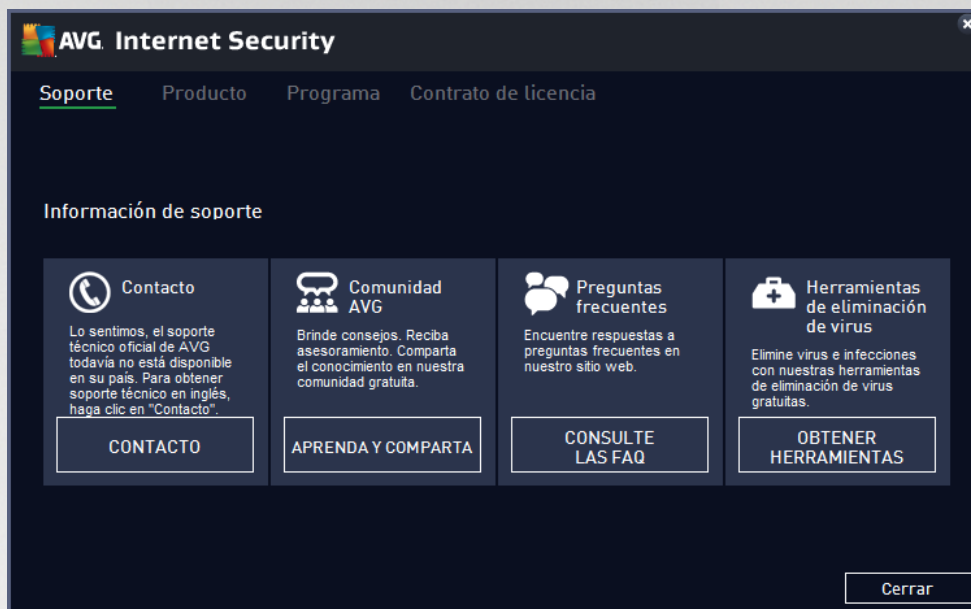 AVG. Internet Security
Soporte Producto Programa Contrato de licencia
Información de soporte
Contacto
Lo sentimos, el soporte
técnico oficial de AVG
todavía no está disponible
en su país. Para obtener
soporte técnico en inglés,
haga clic en "Contacto".
CONTACTO
Comunidad
AVG
Brinde consejos. Reciba
asesoramiento. Comparta
el conocimiento en nuestra
comunidad gratuita.
APRENDA Y COMPARTA
Preguntas
frecuentes
Encuentre respuestas a
preguntas frecuentes en
nuestro sitio web.
CONSULTE
LAS FAQ
Herramientas
de eliminación
de virus
Elimine virus e infecciones
con nuestras herramientas
de eliminación de virus
gratuitas.
OBTENER
HERRAMIENTAS
Cerrar